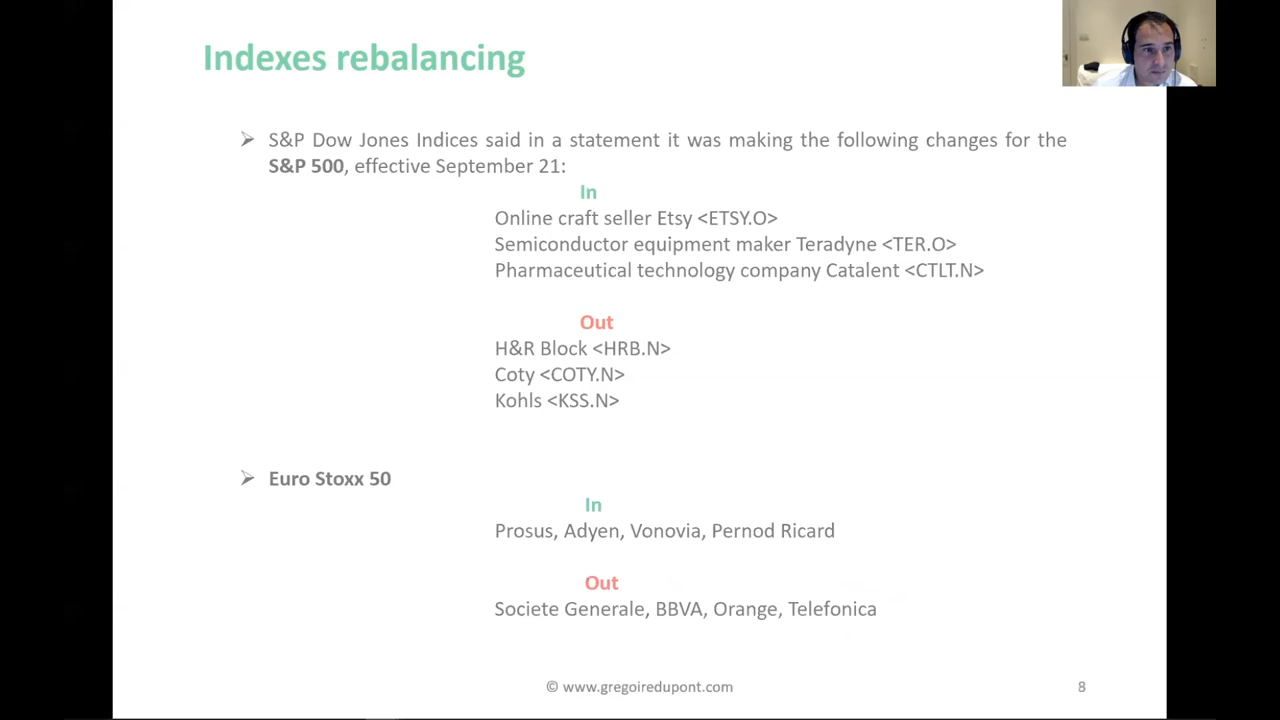 Indexes rebalancing
➢ S&P Dow Jones Indices said in a statement it was making the following changes for the
S&P 500, effective September 21:
In
Online craft seller Etsy <ETSY.O>
Semiconductor equipment maker Teradyne <TER.O>
Pharmaceutical technology company Catalent <CTLT.N>
Out
H&R Block <HRB.N>
Coty <COTY.N>
Kohls <KSS.N>
➢ Euro Stoxx 50
In
Prosus, Adyen, Vonovia, Pernod Ricard
Out
Societe Generale, BBVA, Orange, Telefonica
© www.gregoiredupont.com
8